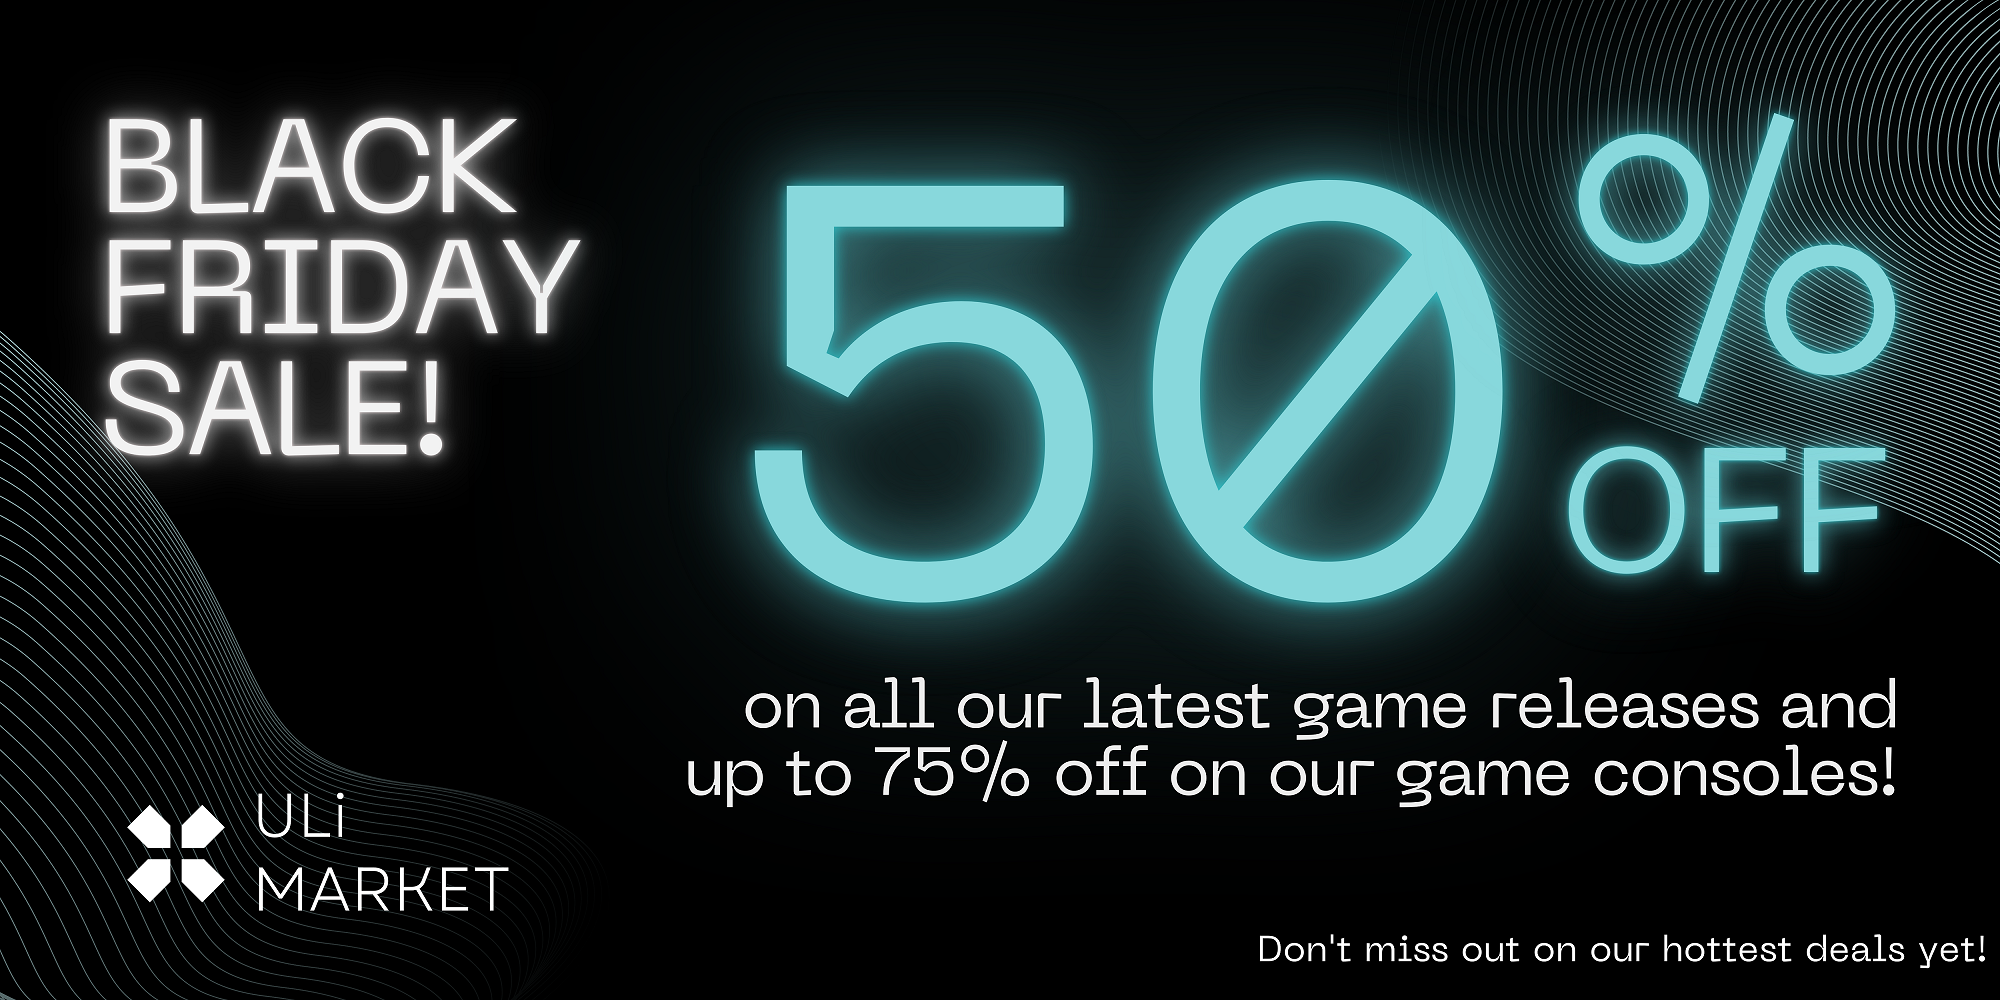 BLACK
FRIDAY
SALE!
50%
OFF
on all our latest game releases and
up to 75% off on our game consoles!
ULi
MARKET
Don't miss out on our hottest deals yet!